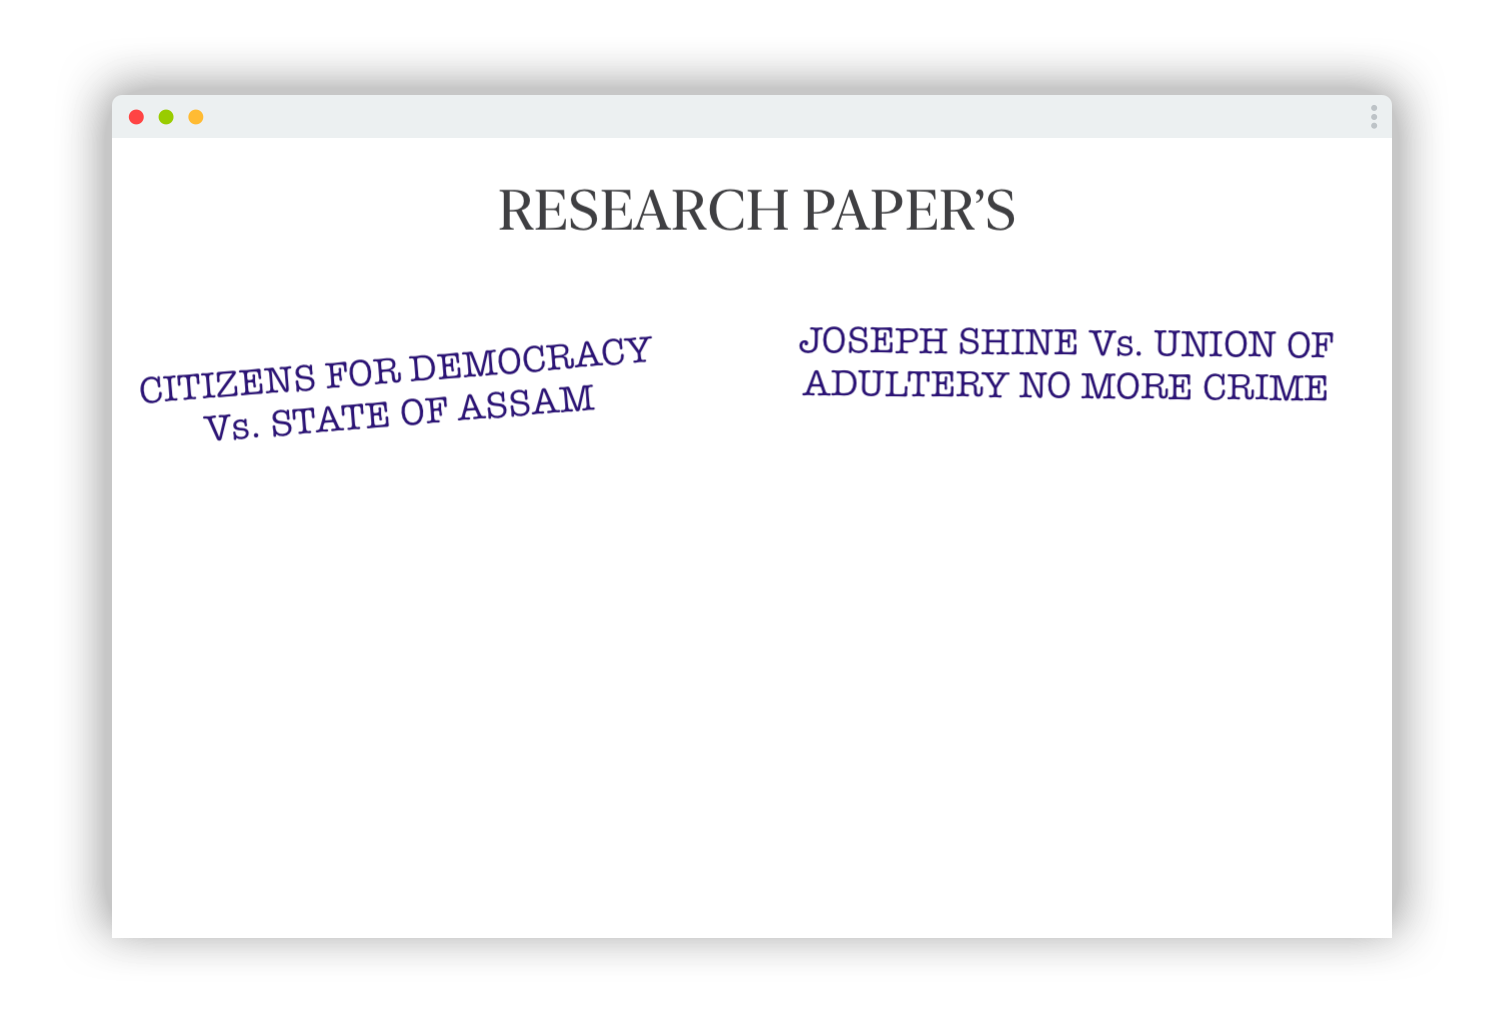 RESEARCH PAPER’S
CITIZENS FOR DEMOCRACY
Vs. STATE OF ASSAM
JOSEPH SHINE Vs. UNION OF
ADULTERY NO MORE CRIME